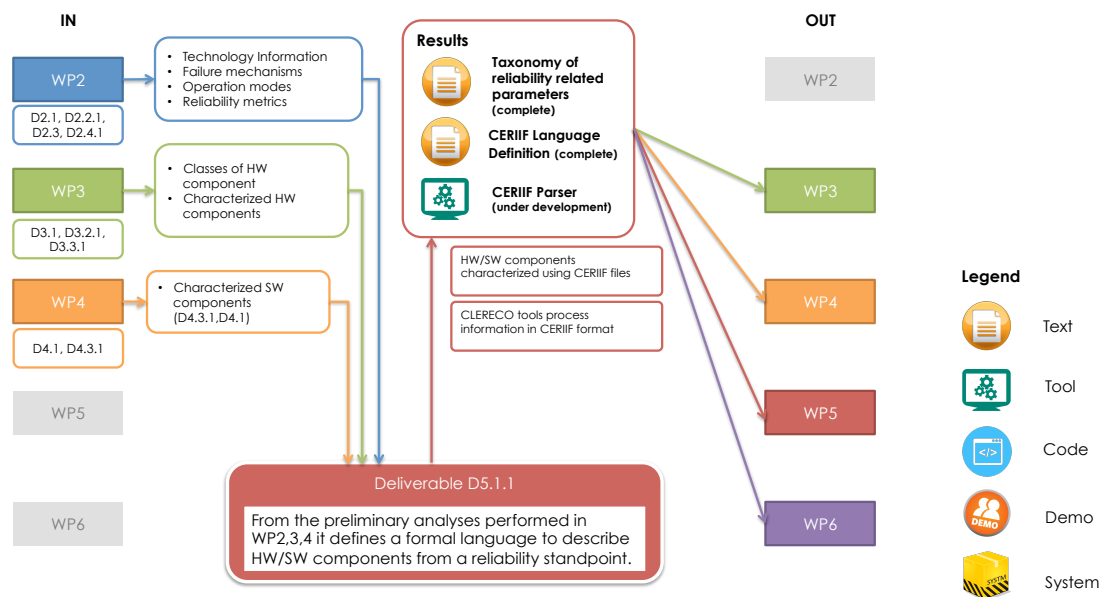 IN
OUT
WP2
• Technology Information
• Failure mechanisms
• Operation modes
• Reliability metrics
D2.1, D2.2.1,
D2.3, D2.4.1
WP3
• Classes of HW
component
• Characterized HW
components
D3.1, D3.2.1,
D3.3.1
WP4
• Characterized SW
components
(D4.3.1,D4.1)
D4.1, D4.3.1
WP5
WP6
Results
Taxonomy of
reliability related
parameters
(complete)
CERIIF Language
Definition (complete)
CERIIF Parser
(under development)
HW/SW components
characterized using CERIIF files
CLERECO tools process
information in CERIIF format
Deliverable D5.1.1
From the preliminary analyses performed in
WP2,3,4 it defines a formal language to describe
HW/SW components from a reliability standpoint.
WP2
WP3
WP4
WP5
WP6
Legend
Text
Tool
</>
Code
DEMO
Demo
SYSTM
System